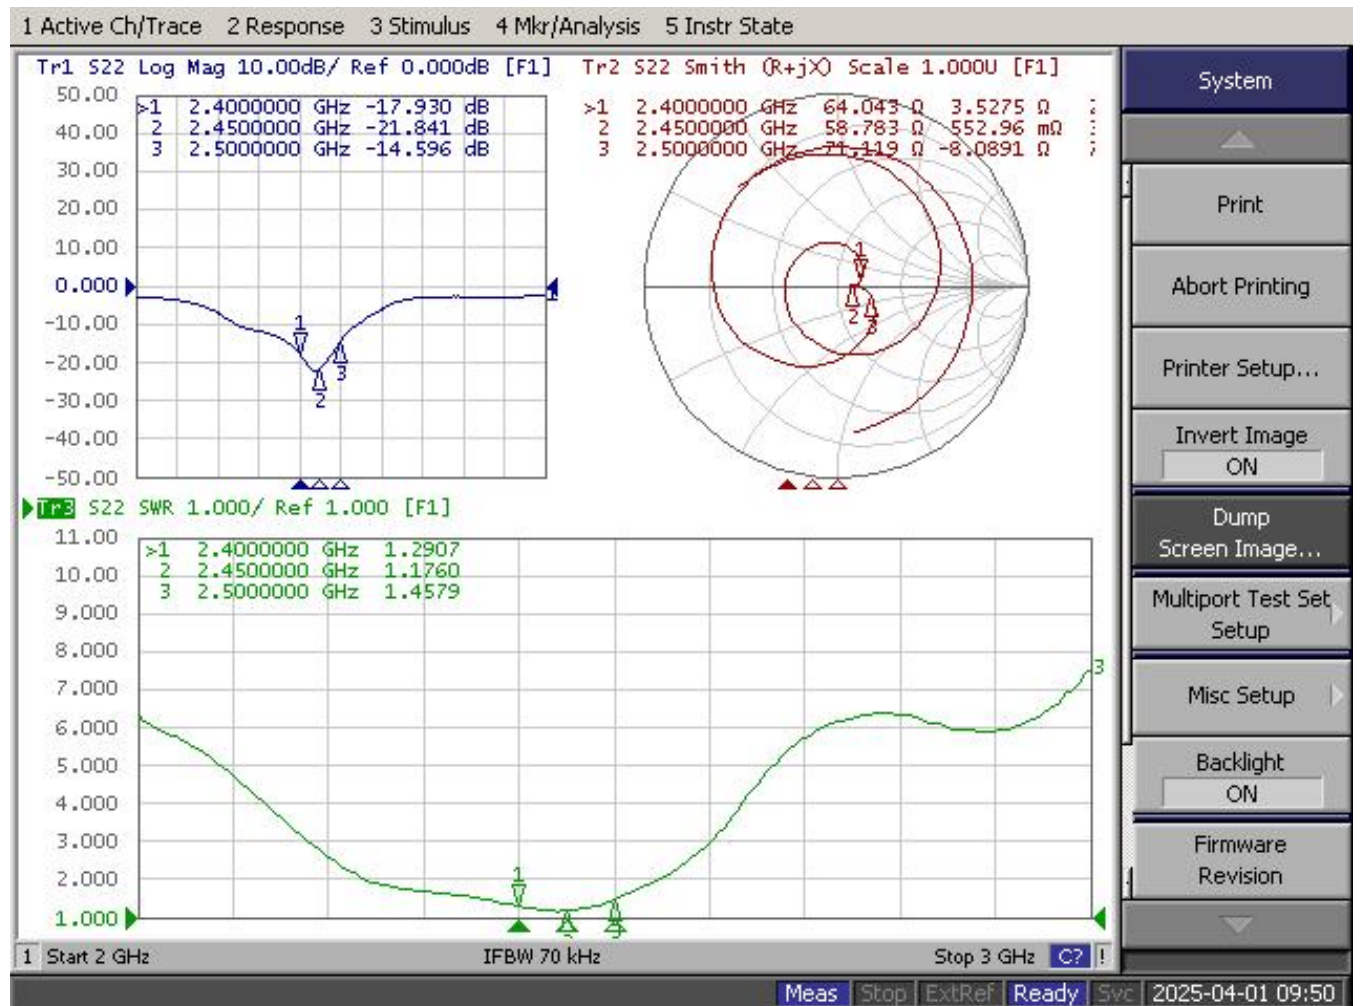 1 Active Ch/Trace 2 Response 3 Stimulus 4 Mkr/Analysis 5 Instr State
Tr1 S22 Log Mag 10.00dB/ Ref 0.000dB [F1]
50.00
>1 2.4000000 GHz -17.930 dB
2 2.4500000 GHz -21.841 dB
3 2.5000000 GHz -14.596 dB
40.00
30.00
20.00
10.00
0.000
-10.00
-20.00
-30.00
-40.00
-50.00
1
2
3
1
Tr2 S22 Smith (R+jX) Scale 1.000U [F1]
>1 2.4000000 GHz 64.043 Ω 3.5275 Ω
2 2.4500000 GHz 58.783 Ω 552.96 mΩ
3 2.5000000 GHz 71.119 Ω -8.0891 Ω
1
2
3
Tr3 S22 SWR 1.000/ Ref 1.000 [F1]
11.00
>1 2.4000000 GHz 1.2907
2 2.4500000 GHz 1.1760
3 2.5000000 GHz 1.4579
10.00
9.000
8.000
7.000
6.000
5.000
4.000
3.000
2.000
1.000
1
3
1 Start 2 GHz IFBW 70 kHz Stop 3 GHz C? !
Meas Stop ExtRef Ready Svc 2025-04-01 09:50
System
Print
Abort Printing
Printer Setup...
Invert Image
ON
Dump
Screen Image...
Multiport Test Set
Setup
Misc Setup
Backlight
ON
Firmware
Revision